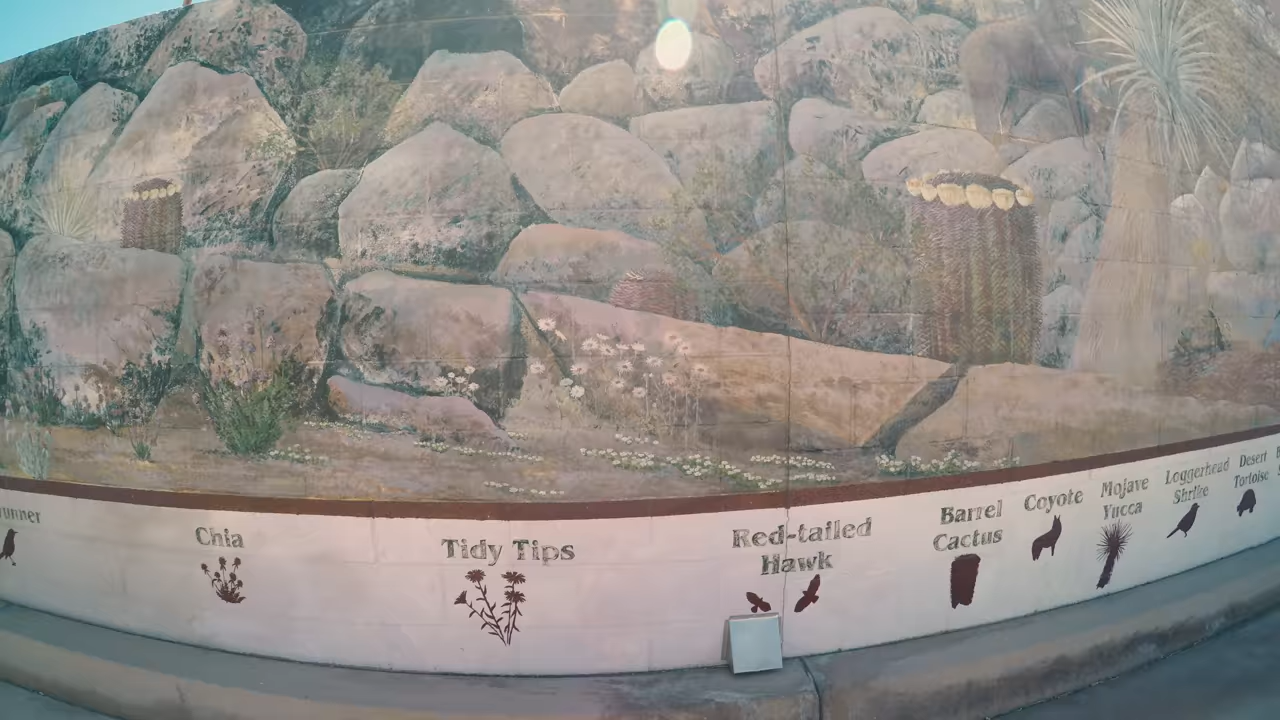 unner
Chia
Tidy Tips
Red-tailed
Hawk
Barrel
Cactus
Coyote
Mojave
Yucca
Loggerhead
Shrike
Desert
Tortoise